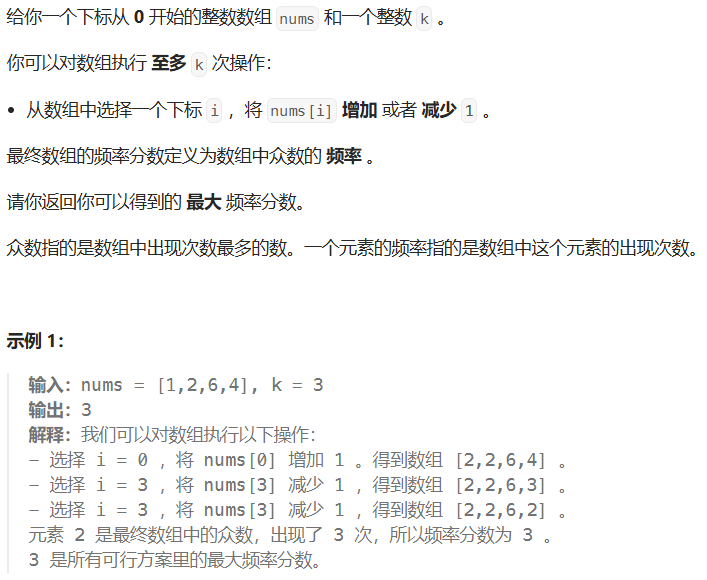 给你一个下标从 0 开始的整数数组 nums 和一个整数 k 。
你可以对数组执行 至多 k 次操作：
• 从数组中选择一个下标 i ，将 nums[i] 增加 或者 减少 1 。
最终数组的频率分数定义为数组中众数的 频率 。
请你返回你可以得到的 最大 频率分数。
众数指的是数组中出现次数最多的数。一个元素的频率指的是数组中这个元素的出现次数。
示例 1：
输入：nums = [1,2,6,4], k = 3
输出：3
解释：我们可以对数组执行以下操作：
- 选择 i = 0 ，将 nums[0] 增加 1 。得到数组 [2,2,6,4] 。
- 选择 i = 3 ，将 nums[3] 减少 1 ，得到数组 [2,2,6,3] 。
- 选择 i = 3 ，将 nums[3] 减少 1 ，得到数组 [2,2,6,2] 。
元素 2 是最终数组中的众数，出现了 3 次，所以频率分数为 3 。
3 是所有可行方案里的最大频率分数。